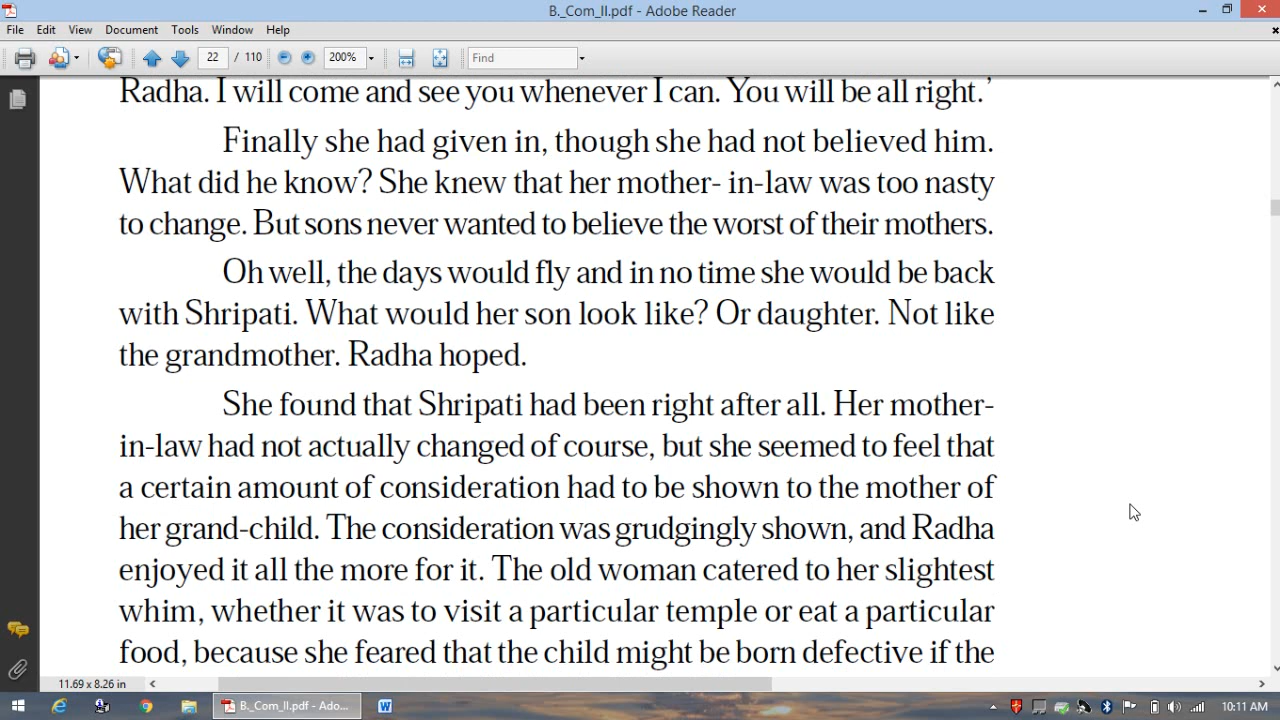 B._Com_II.pdf - Adobe Reader
File Edit View Document Tools Window Help
22 / 110 200% Find
Radha. I will come and see you whenever I can. You will be all right.’
Finally she had given in, though she had not believed him.
What did he know? She knew that her mother- in-law was too nasty
to change. But sons never wanted to believe the worst of their mothers.
Oh well, the days would fly and in no time she would be back
with Shripati. What would her son look like? Or daughter. Not like
the grandmother. Radha hoped.
She found that Shripati had been right after all. Her mother-
in-law had not actually changed of course, but she seemed to feel that
a certain amount of consideration had to be shown to the mother of
her grand-child. The consideration was grudgingly shown, and Radha
enjoyed it all the more for it. The old woman catered to her slightest
whim, whether it was to visit a particular temple or eat a particular
food, because she feared that the child might be born defective if the
11.69 x 8.26 in
B._Com_II.pdf - Ado... 10:11 AM